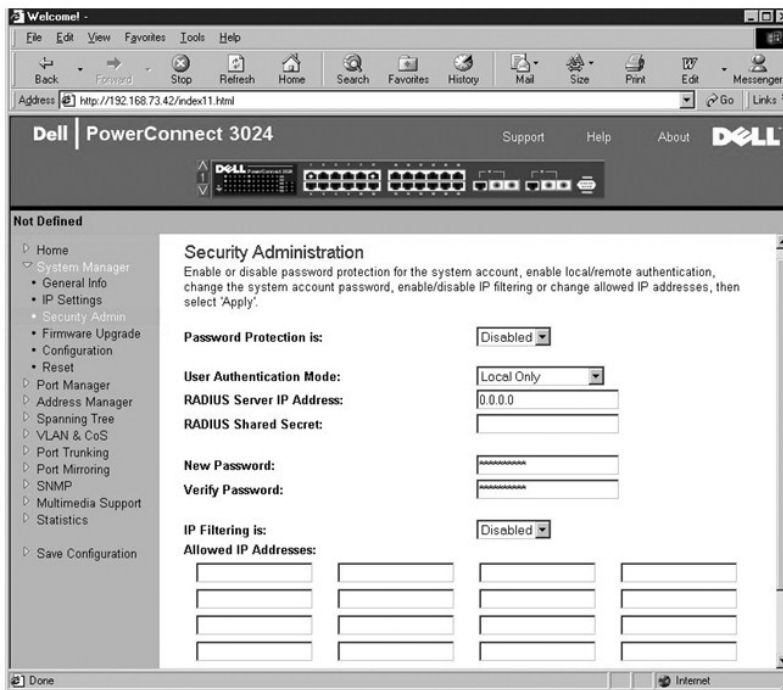 Welcome! -
File Edit View Favorites Tools Help
Back Forward Stop Refresh Home Search Favorites History Mail Size Print Edit Messenger
Address http://192.168.73.42/index11.html Go Links
Dell PowerConnect 3024
Support Help About DELL
1
DELL
Not Defined
Home
System Manager
General Info
IP Settings
Security Admin
Firmware Upgrade
Configuration
Reset
Port Manager
Address Manager
Spanning Tree
VLAN & CoS
Port Trunking
Port Mirroring
SNMP
Multimedia Support
Statistics
Save Configuration
Security Administration
Enable or disable password protection for the system account, enable local/remote authentication,
change the system account password, enable/disable IP filtering or change allowed IP addresses, then
select 'Apply'.
Password Protection is: Disabled
User Authentication Mode: Local Only
RADIUS Server IP Address: 0.0.0.0
RADIUS Shared Secret:
New Password: **********
Verify Password: **********
IP Filtering is: Disabled
Allowed IP Addresses:
Done
Internet